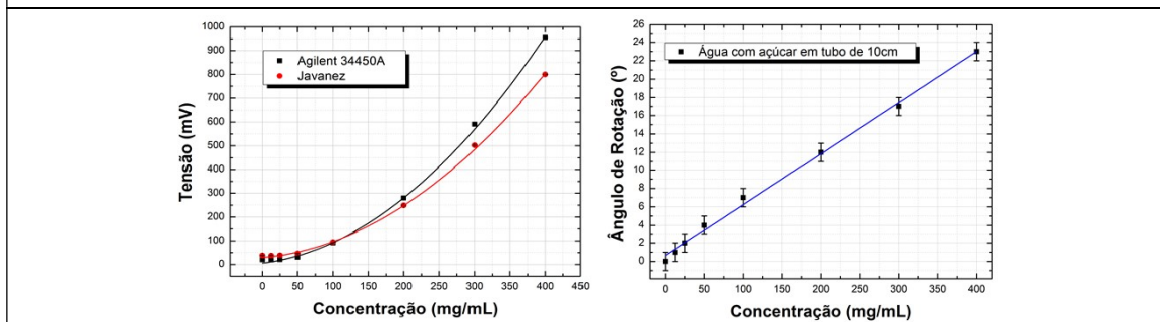 1000
900
800
700
600
500
400
300
200
100
0
Tensão (mV)
Agilent 34450A
Javanez
0 50 100 150 200 250 300 350 400 450
Concentração (mg/mL)
26
24
22
20
18
16
14
12
10
8
6
4
2
0
Ângulo de Rotação (º)
Água com açúcar em tubo de 10cm
0 50 100 150 200 250 300 350 400
Concentração (mg/mL)